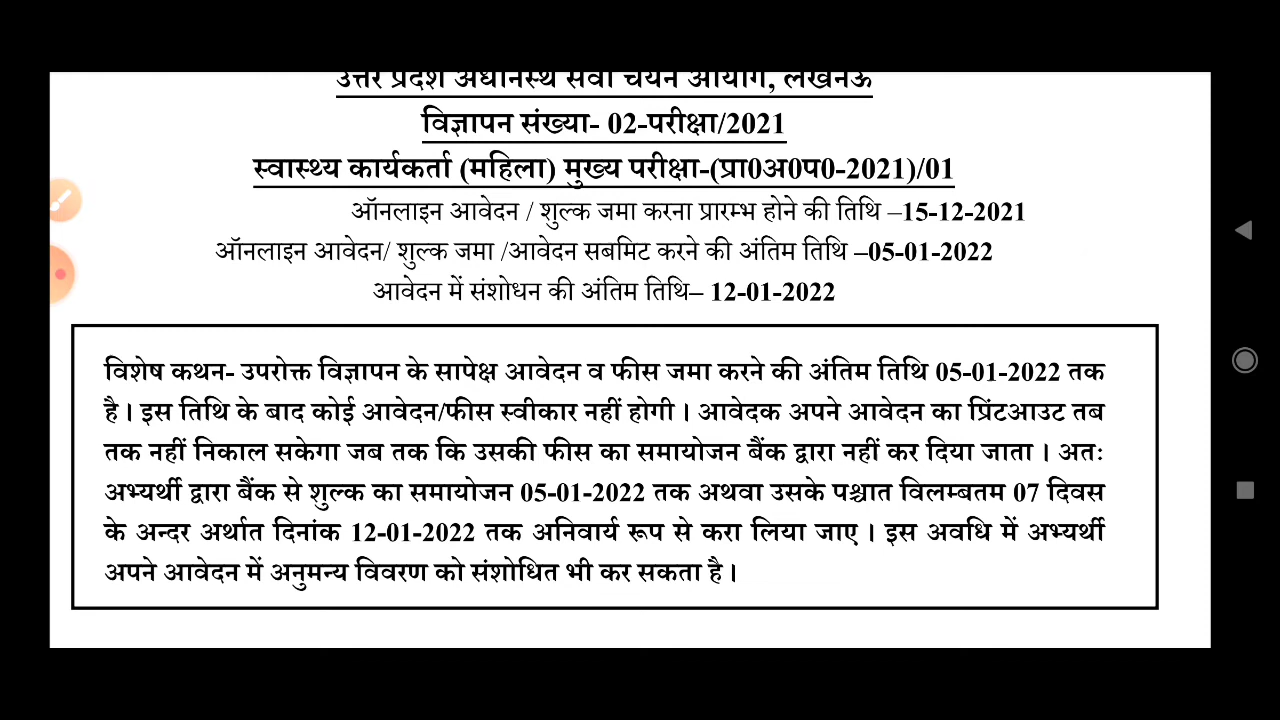 उत्तर प्रदेश अधीनस्थ सेवा चयन आयोग, लखनऊ
विज्ञापन संख्या- 02-परीक्षा/2021
स्वास्थ्य कार्यकर्ता (महिला) मुख्य परीक्षा-(प्रा0अ0प0-2021)/01
ऑनलाइन आवेदन / शुल्क जमा करना प्रारम्भ होने की तिथि –15-12-2021
ऑनलाइन आवेदन/ शुल्क जमा /आवेदन सबमिट करने की अंतिम तिथि –05-01-2022
आवेदन में संशोधन की अंतिम तिथि– 12-01-2022
विशेष कथन- उपरोक्त विज्ञापन के सापेक्ष आवेदन व फीस जमा करने की अंतिम तिथि 05-01-2022 तक
है। इस तिथि के बाद कोई आवेदन/फीस स्वीकार नहीं होगी। आवेदक अपने आवेदन का प्रिंटआउट तब
तक नहीं निकाल सकेगा जब तक कि उसकी फीस का समायोजन बैंक द्वारा नहीं कर दिया जाता। अतः
अभ्यर्थी द्वारा बैंक से शुल्क का समायोजन 05-01-2022 तक अथवा उसके पश्चात विलम्बतम 07 दिवस
के अन्दर अर्थात दिनांक 12-01-2022 तक अनिवार्य रूप से करा लिया जाए। इस अवधि में अभ्यर्थी
अपने आवेदन में अनुमन्य विवरण को संशोधित भी कर सकता है।